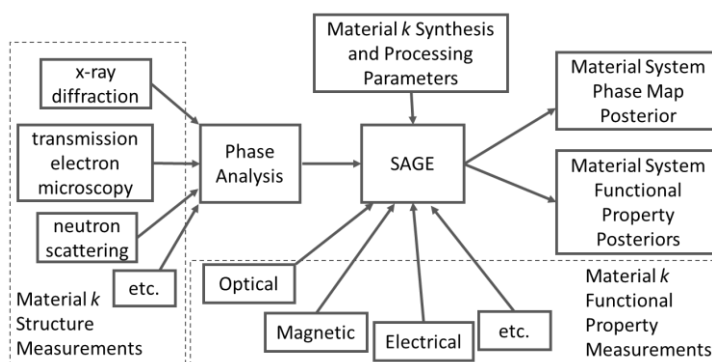 x-ray
diffraction
transmission
electron
microscopy
neutron
scattering
etc.
Material k
Structure
Measurements
Phase
Analysis
Material k Synthesis
and Processing
Parameters
SAGE
Material System
Phase Map
Posterior
Material System
Functional
Property
Posteriors
Optical
Magnetic
Electrical
etc.
Material k
Functional
Property
Measurements